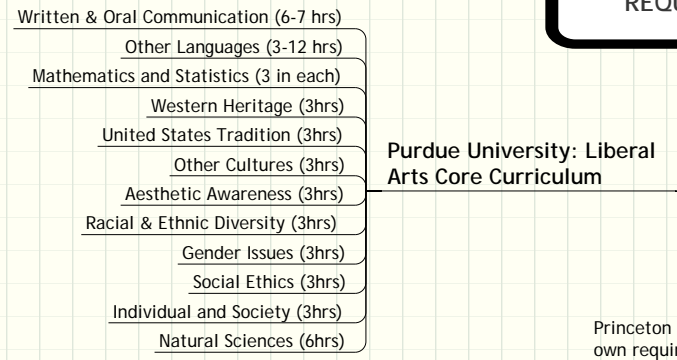 REQU
Written & Oral Communication (6-7 hrs)
Other Languages (3-12 hrs)
Mathematics and Statistics (3 in each)
Western Heritage (3hrs)
United States Tradition (3hrs)
Other Cultures (3hrs)
Aesthetic Awareness (3hrs)
Racial & Ethnic Diversity (3hrs)
Gender Issues (3hrs)
Social Ethics (3hrs)
Individual and Society (3hrs)
Natural Sciences (6hrs)
Purdue University: Liberal
Arts Core Curriculum
Princeton
own requir